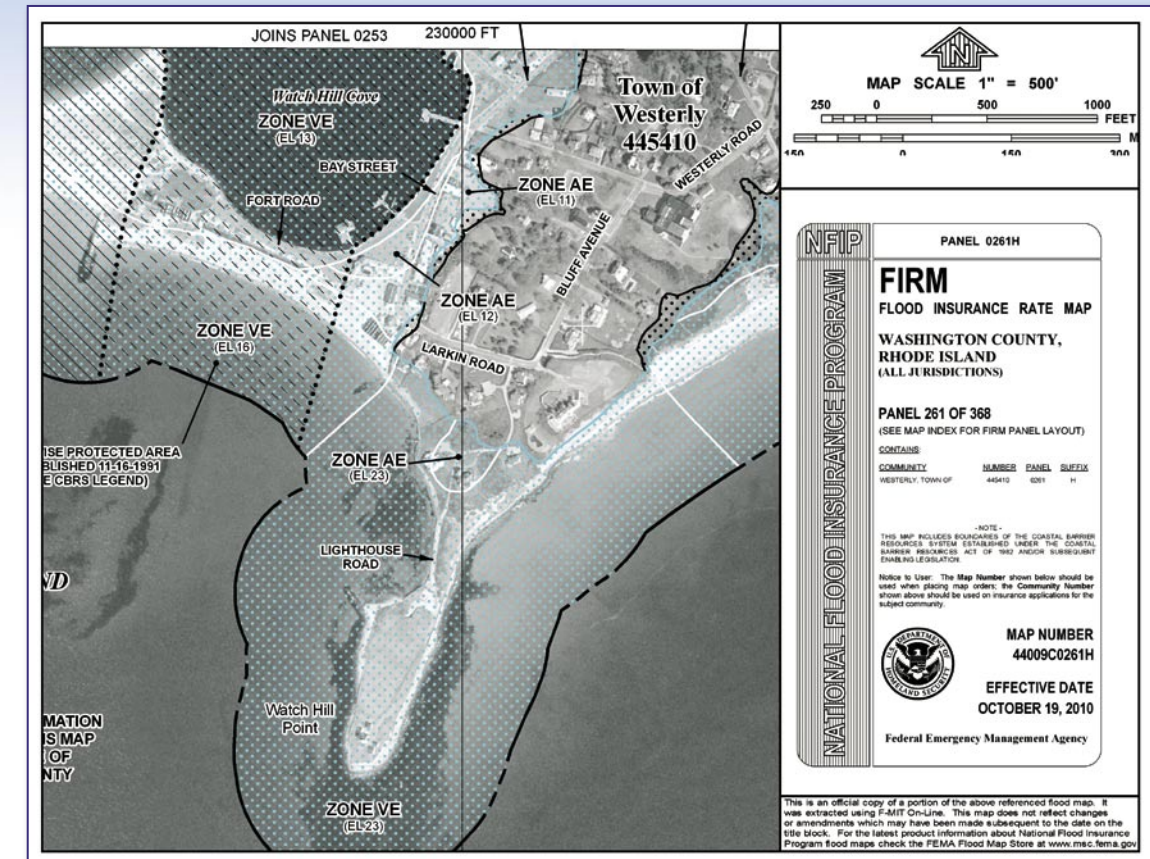 JOINS PANEL 0253
230000 FT
Town of
Westerly
445410
Watch Hill Cove
ZONE VE
(EL 13)
BAY STREET
FORT ROAD
ZONE AE
(EL 11)
WESTERLY ROAD
BLUFF AVENUE
ZONE AE
(EL 12)
LARKIN ROAD
ZONE VE
(EL 16)
ISE PROTECTED AREA
BLISHED 11-16-1991
E CBRS LEGEND)
ZONE AE
(EL 23)
LIGHTHOUSE
ROAD
ND
Watch Hill
Point
MATION
IS MAP
OF
NTY
ZONE VE
(EL 23)
N
MAP SCALE 1" = 500'
250 0 500 1000
FEET
M
150 0 150 300
NFIP
NATIONAL FLOOD INSURANCE PROGRAM
PANEL 0261H
FIRM
FLOOD INSURANCE RATE MAP
WASHINGTON COUNTY,
RHODE ISLAND
(ALL JURISDICTIONS)
PANEL 261 OF 368
(SEE MAP INDEX FOR FIRM PANEL LAYOUT)
CONTAINS:
COMMUNITY NUMBER PANEL SUFFIX
WESTERLY, TOWN OF 445410 0261 H
- NOTE -
THIS MAP INCLUDES BOUNDARIES OF THE COASTAL BARRIER
RESOURCES SYSTEM ESTABLISHED UNDER THE COASTAL
BARRIER RESOURCES ACT OF 1982 AND/OR SUBSEQUENT
ENABLING LEGISLATION.
Notice to User: The Map Number shown below should be
used when placing map orders; the Community Number
shown above should be used on insurance applications for the
subject community.
U.S. DEPARTMENT OF
HOMELAND SECURITY
MAP NUMBER
44009C0261H
EFFECTIVE DATE
OCTOBER 19, 2010
Federal Emergency Management Agency
This is an official copy of a portion of the above referenced flood map. It
was extracted using F-MIT On-Line. This map does not reflect changes
or amendments which may have been made subsequent to the date on the
title block. For the latest product information about National Flood Insurance
Program flood maps check the FEMA Flood Map Store at www.msc.fema.gov